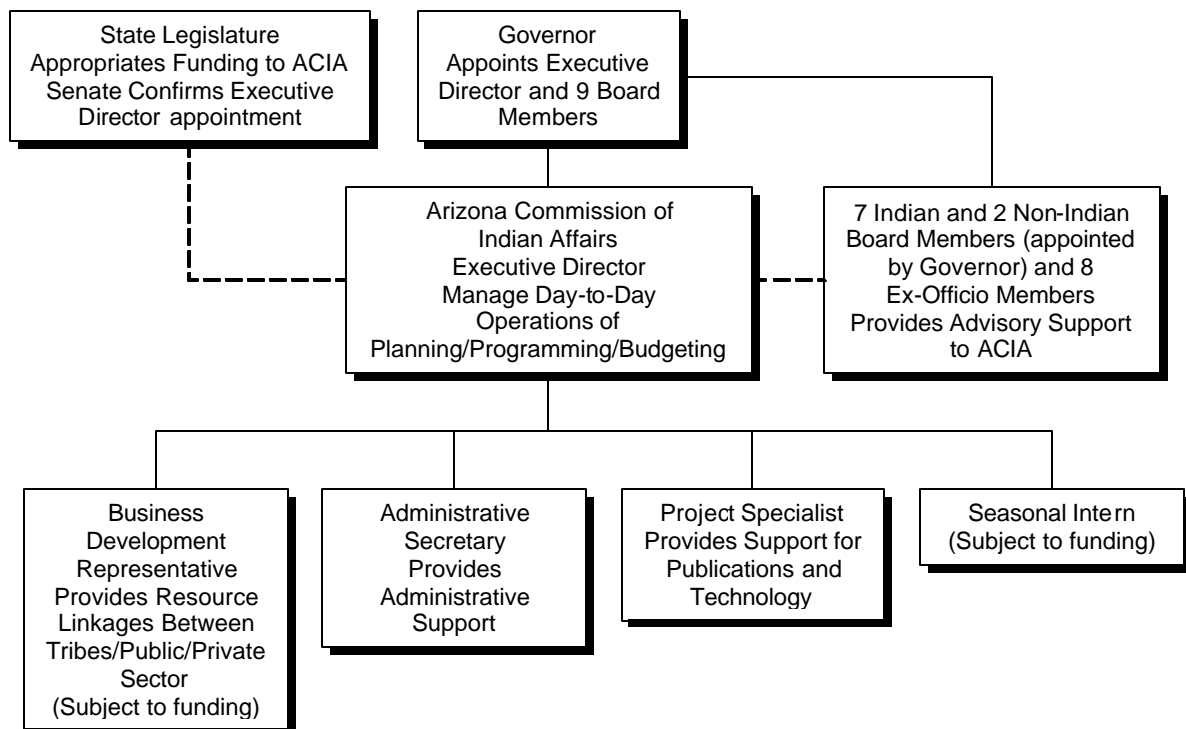 State Legislature
Appropriates Funding to ACIA
Senate Confirms Executive
Director appointment
Governor
Appoints Executive
Director and 9 Board
Members
Arizona Commission of
Indian Affairs
Executive Director
Manage Day-to-Day
Operations of
Planning/Programming/Budgeting
7 Indian and 2 Non-Indian
Board Members (appointed
by Governor) and 8
Ex-Officio Members
Provides Advisory Support
to ACIA
Business
Development
Representative
Provides Resource
Linkages Between
Tribes/Public/Private
Sector
(Subject to funding)
Administrative
Secretary
Provides
Administrative
Support
Project Specialist
Provides Support for
Publications and
Technology
Seasonal Intern
(Subject to funding)